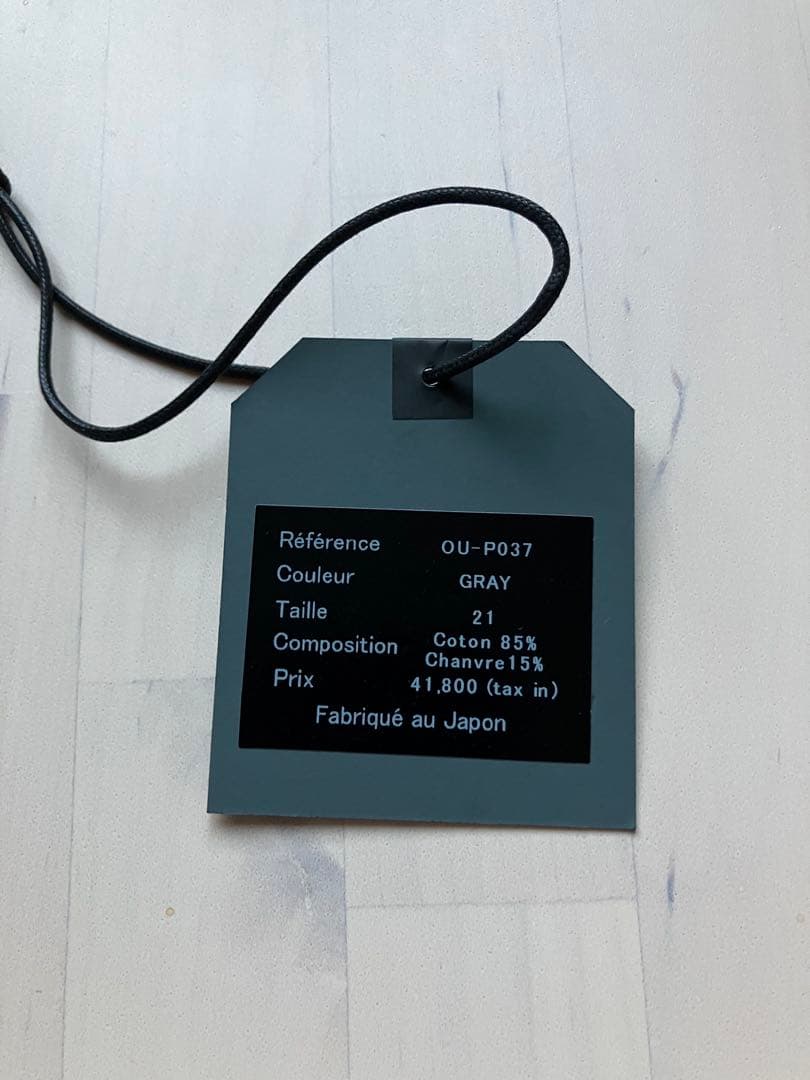 Référence OU-P037
Couleur GRAY
Taille 21
Composition Coton 85%
Chanvre15%
Prix 41,800 (tax in)
Fabriqué au Japon